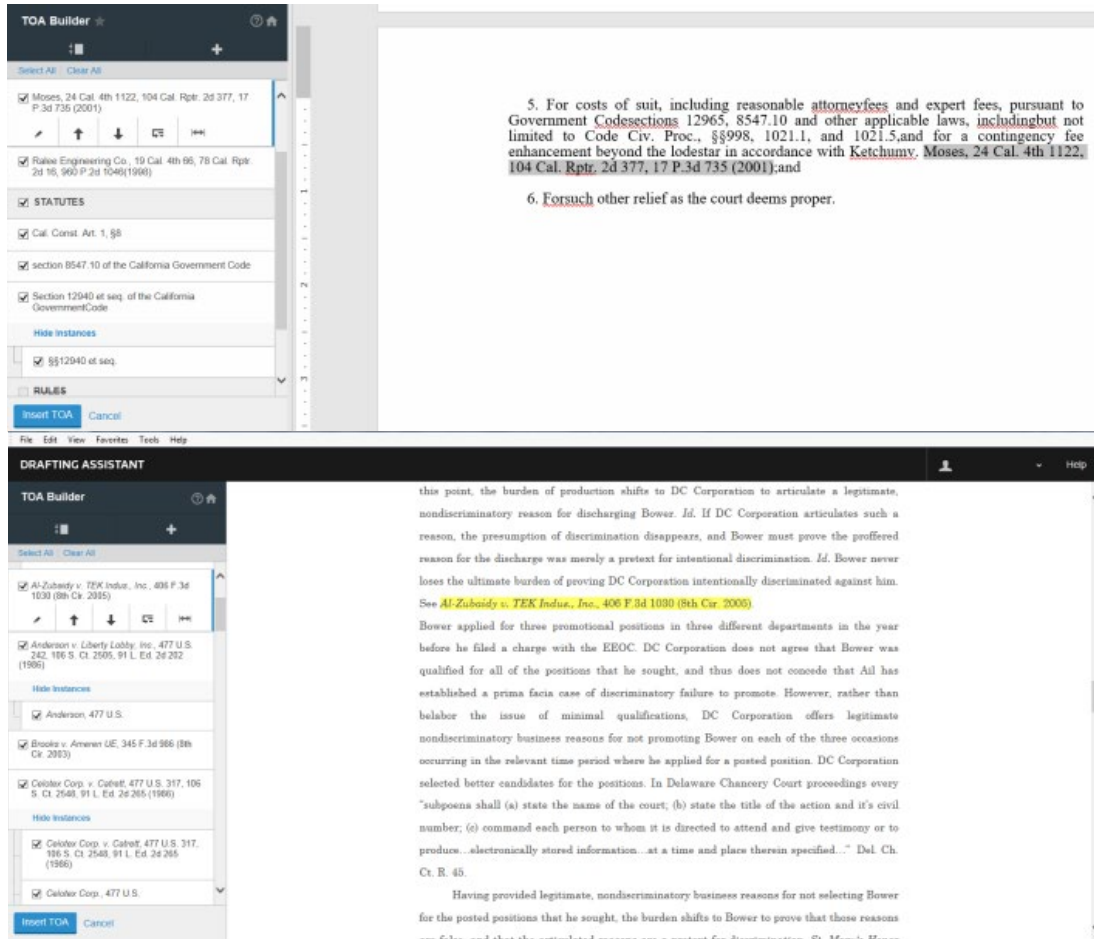 TOA Builder
Select All | Clear All
Moses, 24 Cal. 4th 1122, 104 Cal. Rptr. 2d 377, 17
P.3d 735 (2001)
Ralee Engineering Co., 19 Cal. 4th 66, 78 Cal. Rptr.
2d 16, 960 P.2d 1046(1998)
STATUTES
Cal. Const. Art. 1, §8
section 8547.10 of the California Government Code
Section 12940 et seq. of the California
GovernmentCode
Hide Instances
§§12940 et seq.
RULES
Insert TOA Cancel
1
2
3
5. For costs of suit, including reasonable attorneyfees and expert fees, pursuant to
Government Codesections 12965, 8547.10 and other applicable laws, includingbut not
limited to Code Civ. Proc., §§998, 1021.1, and 1021.5,and for a contingency fee
enhancement beyond the lodestar in accordance with Ketchumv. Moses, 24 Cal. 4th 1122,
104 Cal. Rptr. 2d 377, 17 P.3d 735 (2001);and
6. Forsuch other relief as the court deems proper.
File Edit View Favorites Tools Help
DRAFTING ASSISTANT
Help
TOA Builder
Select All | Clear All
Al-Zubaidy v. TEK Indus., Inc., 406 F.3d
1030 (8th Cir. 2005)
Anderson v. Liberty Lobby, Inc., 477 U.S.
242, 106 S. Ct. 2505, 91 L. Ed. 2d 202
(1986)
Hide Instances
Anderson, 477 U.S.
Brooks v. Ameren UE, 345 F.3d 986 (8th
Cir. 2003)
Celotex Corp. v. Catrett, 477 U.S. 317, 106
S. Ct. 2548, 91 L. Ed. 2d 265 (1986)
Hide Instances
Celotex Corp. v. Catrett, 477 U.S. 317,
106 S. Ct. 2548, 91 L. Ed. 2d 265
(1986)
Celotex Corp., 477 U.S.
Insert TOA Cancel
this point, the burden of production shifts to DC Corporation to articulate a legitimate,
nondiscriminatory reason for discharging Bower. Id. If DC Corporation articulates such a
reason, the presumption of discrimination disappears, and Bower must prove the proffered
reason for the discharge was merely a pretext for intentional discrimination. Id. Bower never
loses the ultimate burden of proving DC Corporation intentionally discriminated against him.
See Al-Zubaidy v. TEK Indus., Inc., 406 F.3d 1030 (8th Cir. 2005).
Bower applied for three promotional positions in three different departments in the year
before he filed a charge with the EEOC. DC Corporation does not agree that Bower was
qualified for all of the positions that he sought, and thus does not concede that Ail has
established a prima facia case of discriminatory failure to promote. However, rather than
belabor the issue of minimal qualifications, DC Corporation offers legitimate
nondiscriminatory business reasons for not promoting Bower on each of the three occasions
occurring in the relevant time period where he applied for a posted position. DC Corporation
selected better candidates for the positions. In Delaware Chancery Court proceedings every
"subpoena shall (a) state the name of the court; (b) state the title of the action and it's civil
number; (c) command each person to whom it is directed to attend and give testimony or to
produce...electronically stored information...at a time and place therein specified..." Del. Ch.
Ct. R. 45.
Having provided legitimate, nondiscriminatory business reasons for not selecting Bower
for the posted positions that he sought, the burden shifts to Bower to prove that those reasons
are false, and that the articulated reasons are a pretext for discrimination. St. Mary's Honor